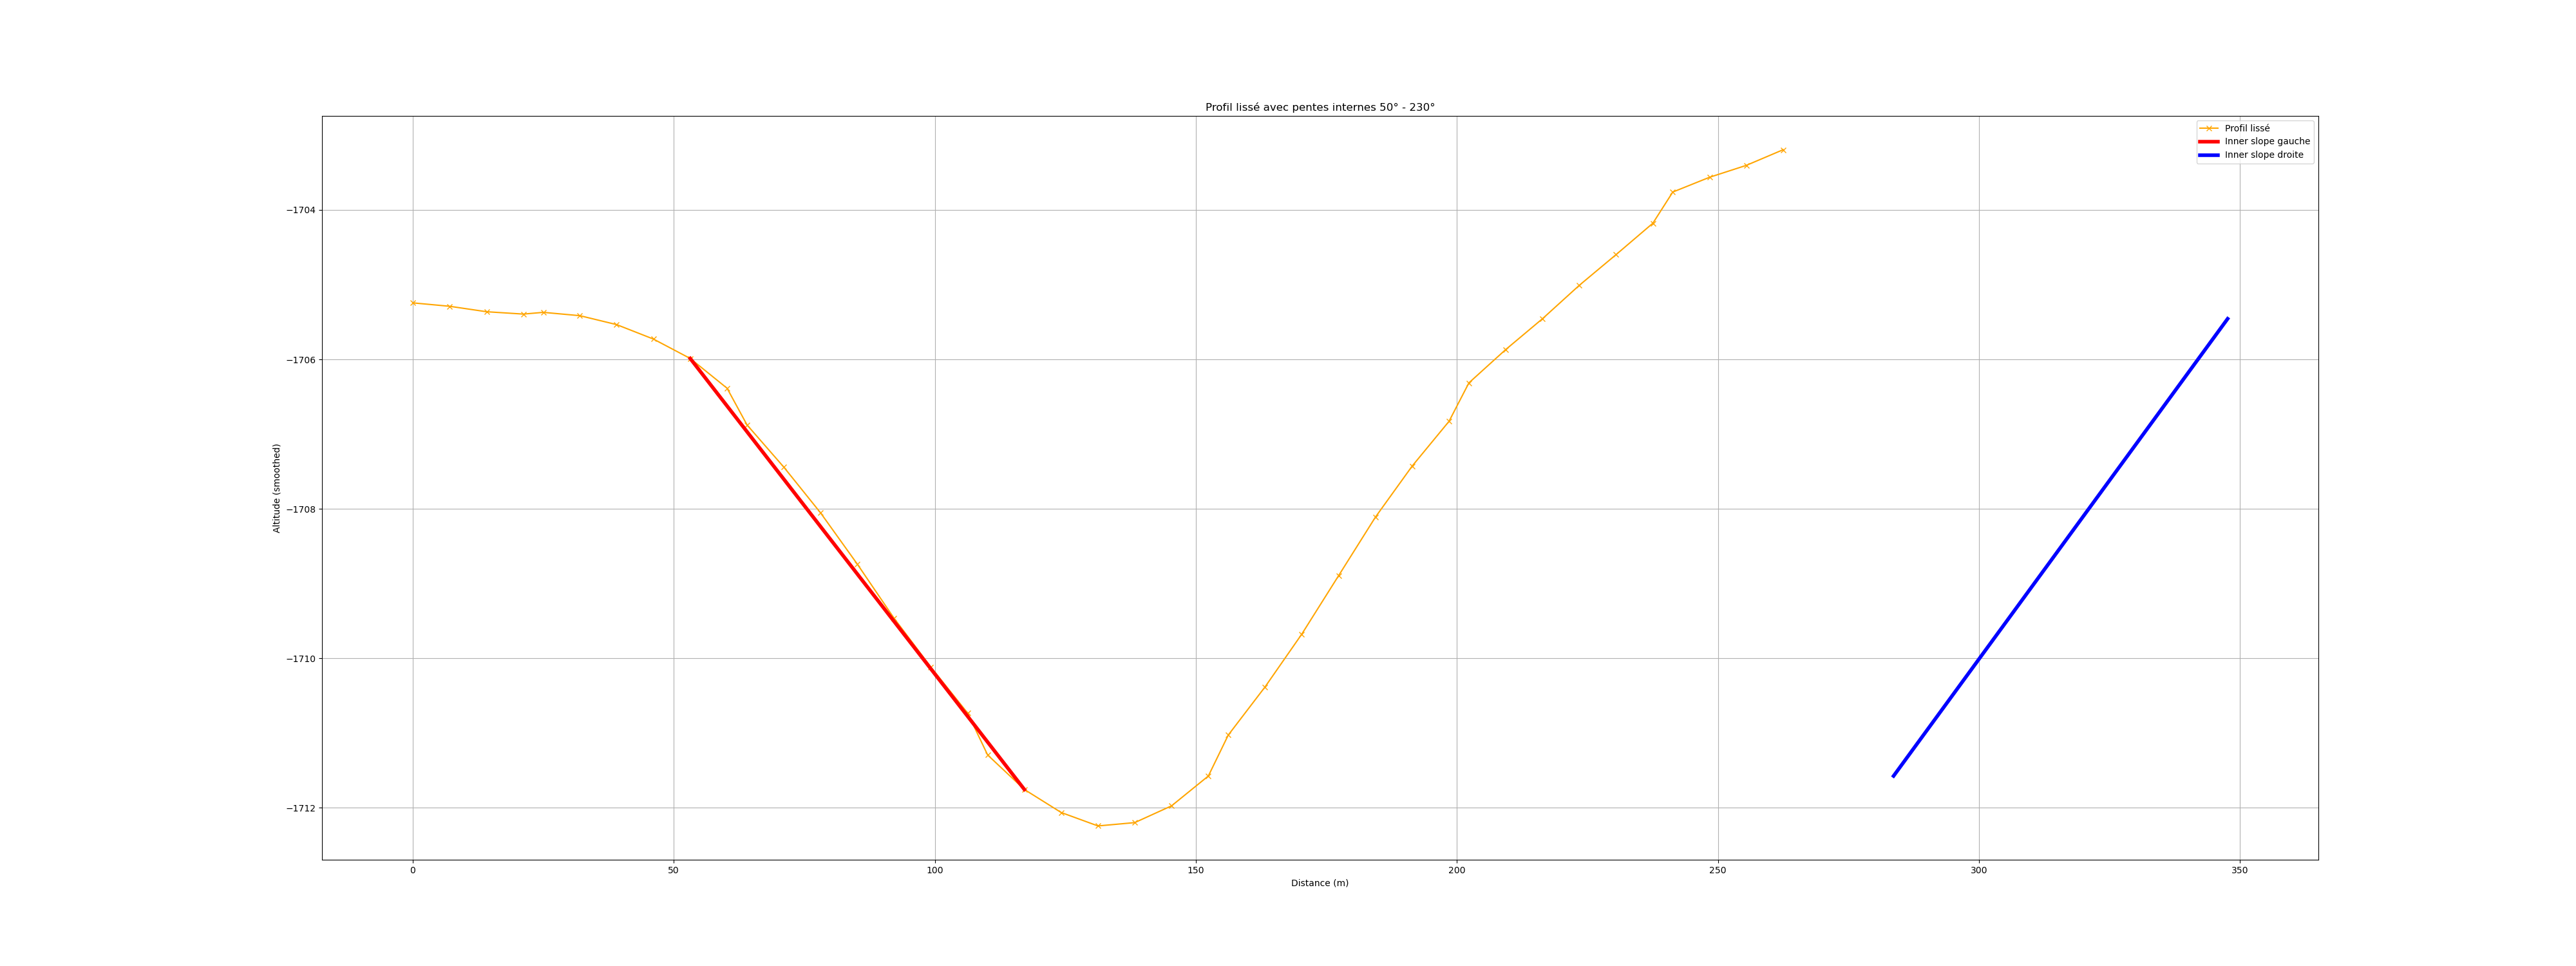 Profil lissé avec pentes internes 50° - 230°
Profil lissé
Inner slope gauche
Inner slope droite
−1704
−1706
−1708
−1710
−1712
Altitude (smoothed)
0
50
100
150
200
250
300
350
Distance (m)